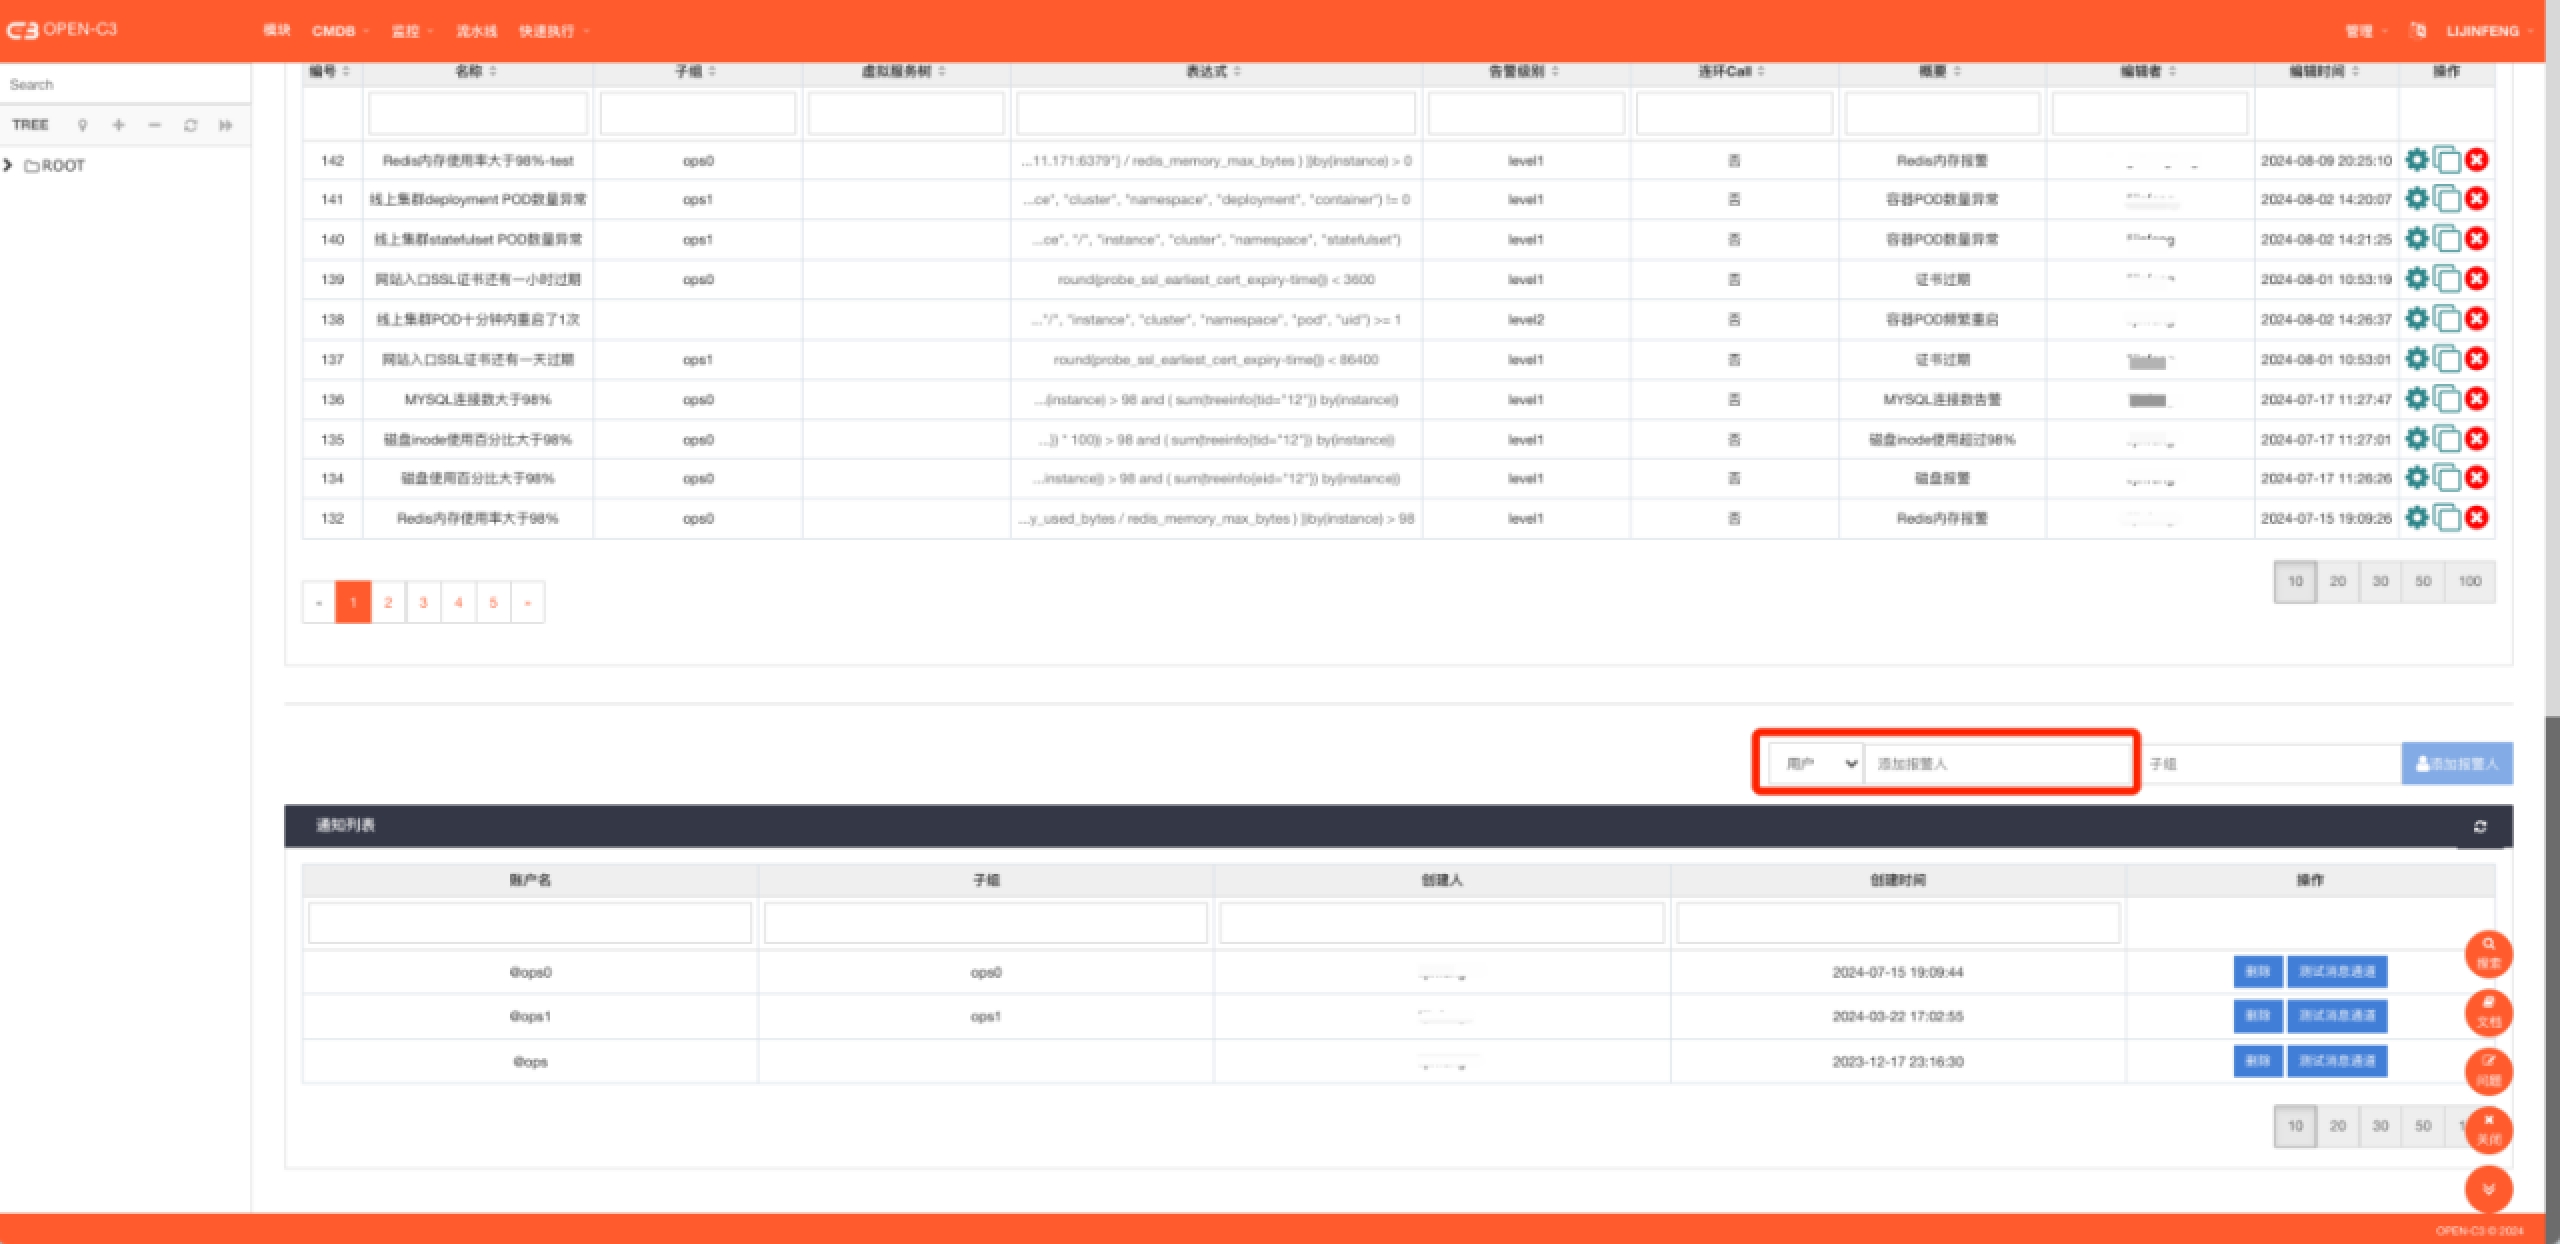 C3 OPEN-C3 模块 CMDB 监控 流水线 快速执行 管理 LIJINFENG
Search
TREE
ROOT
编号 名称 子组 虚拟服务树 表达式 告警级别 连环Call 概要 编辑者 编辑时间 操作
142 Redis内存使用率大于98%-test ops0 ...11.171:6379"} / redis_memory_max_bytes ) ))by(instance) > 0 level1 否 Redis内存报警 2024-08-09 20:25:10
141 线上集群deployment POD数量异常 ops1 ...ce", "cluster", "namespace", "deployment", "container") != 0 level1 否 容器POD数量异常 2024-08-02 14:20:07
140 线上集群statefulset POD数量异常 ops1 ...ce", "/", "instance", "cluster", "namespace", "statefulset") level1 否 容器POD数量异常 2024-08-02 14:21:25
139 网站入口SSL证书还有一小时过期 ops0 round(probe_ssl_earliest_cert_expiry-time()) < 3600 level1 否 证书过期 2024-08-01 10:53:19
138 线上集群POD十分钟内重启了1次 ..."/", "instance", "cluster", "namespace", "pod", "uid") >= 1 level2 否 容器POD频繁重启 2024-08-02 14:26:37
137 网站入口SSL证书还有一天过期 ops1 round(probe_ssl_earliest_cert_expiry-time()) < 86400 level1 否 证书过期 2024-08-01 10:53:01
136 MYSQL连接数大于98% ops0 ...(instance) > 98 and ( sum(treeinfo{tid="12"}) by(instance)) level1 否 MYSQL连接数告警 2024-07-17 11:27:47
135 磁盘inode使用百分比大于98% ops0 ...}) * 100)) > 98 and ( sum(treeinfo{tid="12"}) by(instance)) level1 否 磁盘inode使用超过98% 2024-07-17 11:27:01
134 磁盘使用百分比大于98% ops0 ...instance)) > 98 and ( sum(treeinfo{eid="12"}) by(instance)) level1 否 磁盘报警 2024-07-17 11:26:26
132 Redis内存使用率大于98% ops0 ...y_used_bytes / redis_memory_max_bytes ) ))by(instance) > 98 level1 否 Redis内存报警 2024-07-15 19:09:26
« 1 2 3 4 5 » 10 20 30 50 100
用户 添加报警人 子组 添加报警人
通知列表
账户名 子组 创建人 创建时间 操作
@ops0 ops0 2024-07-15 19:09:44 删除 测试消息通道
@ops1 ops1 2024-03-22 17:02:55 删除 测试消息通道
@ops 2023-12-17 23:16:30 删除 测试消息通道
搜索
文档
问题
关闭
10 20 30 50
OPEN-C3 © 2024